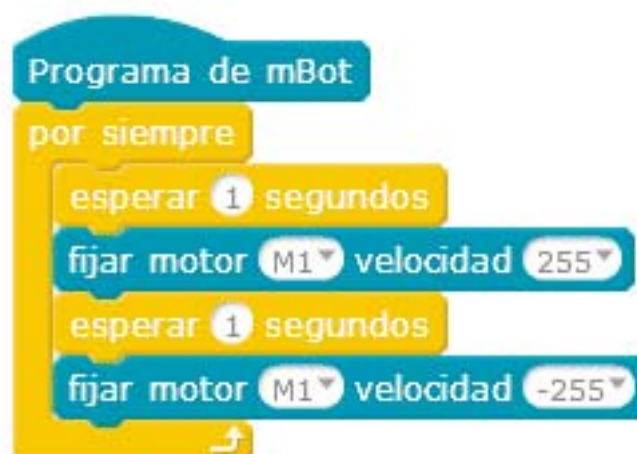 Programa de mBot
por siempre
esperar 1 segundos
fijar motor M1 velocidad 255
esperar 1 segundos
fijar motor M1 velocidad -255